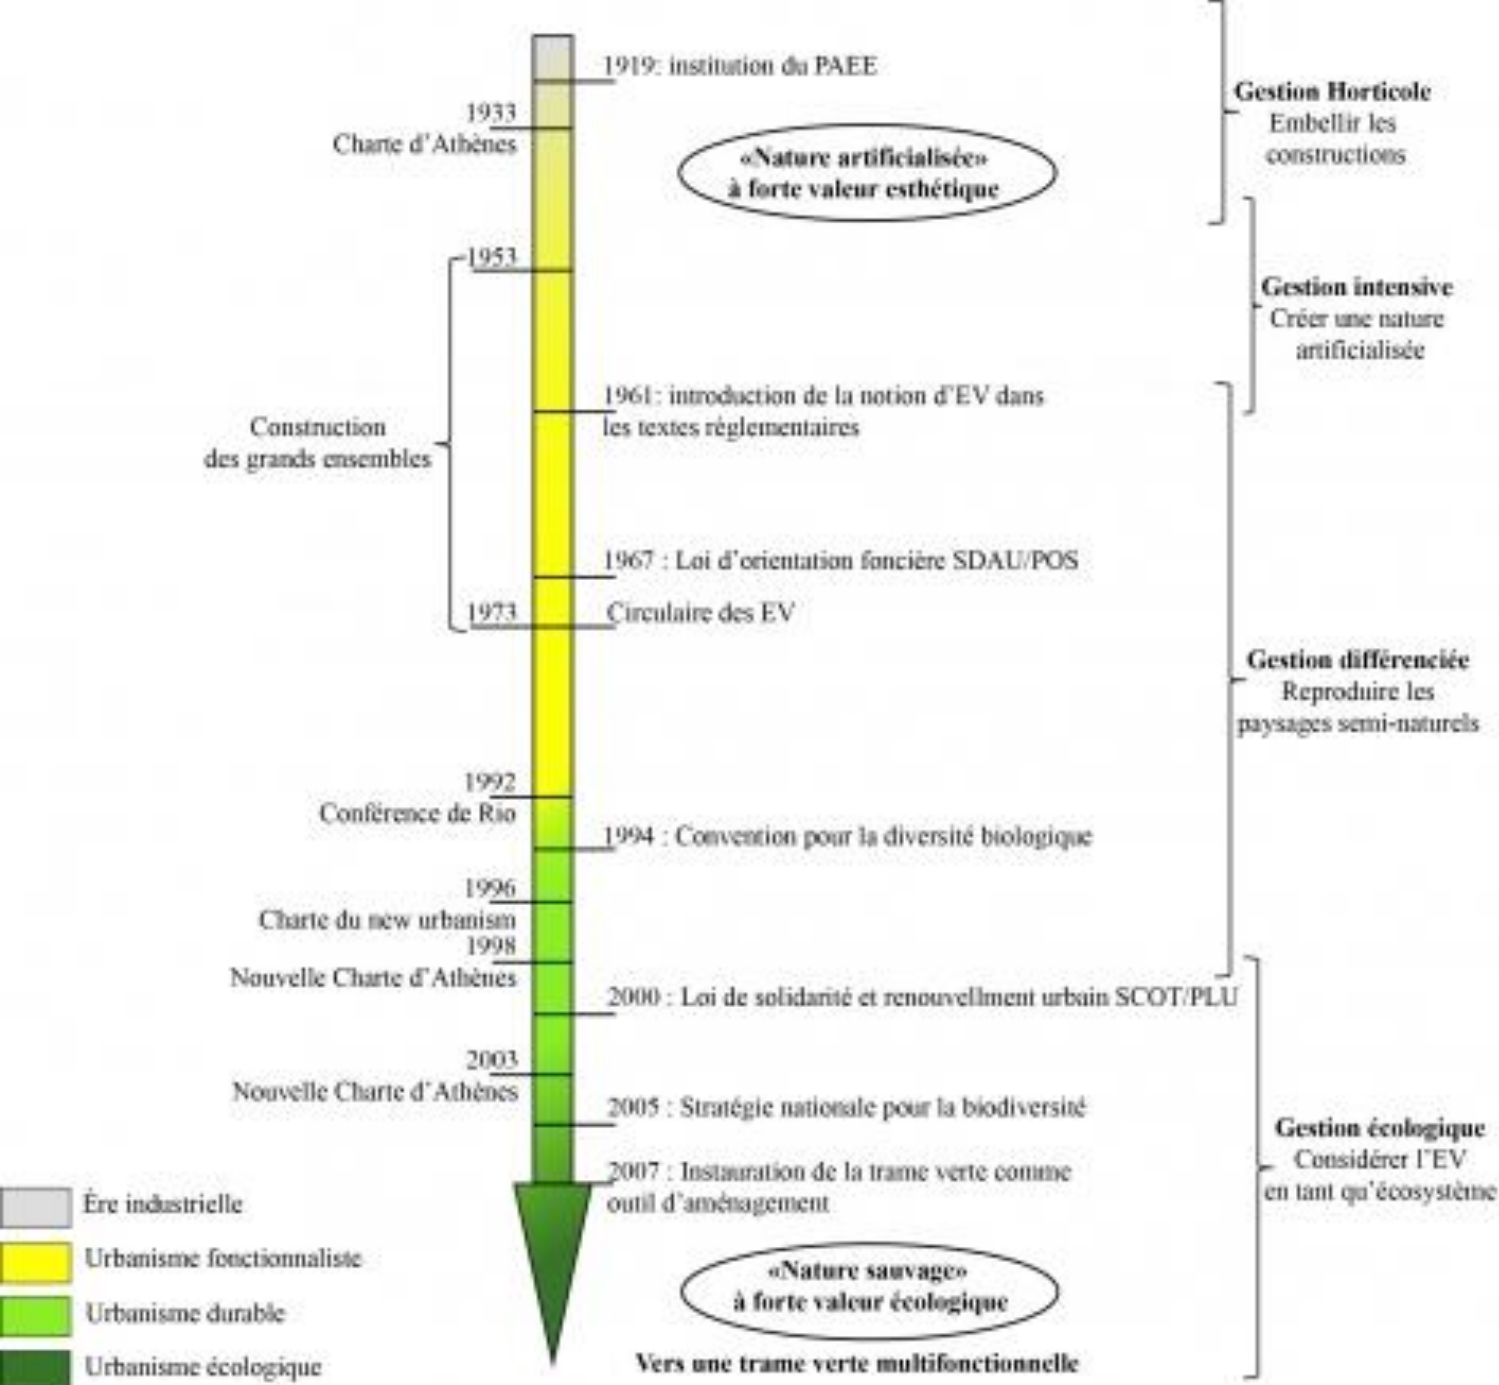 1919: institution du PAEE
1933
Charte d'Athènes
«Nature artificialisée»
à forte valeur esthétique
Gestion Horticole
Embellir les
constructions
1953
Gestion intensive
Créer une nature
artificialisée
Construction
des grands ensembles
1961: introduction de la notion d'EV dans
les textes réglementaires
1967 : Loi d'orientation foncière SDAU/POS
1973
Circulaire des EV
Gestion différenciée
Reproduire les
paysages semi-naturels
1992
Conférence de Rio
1994 : Convention pour la diversité biologique
1996
Charte du new urbanism
1998
Nouvelle Charte d'Athènes
2000 : Loi de solidarité et renouvellment urbain SCOT/PLU
2003
Nouvelle Charte d'Athènes
2005 : Stratégie nationale pour la biodiversité
2007 : Instauration de la trame verte comme
outil d'aménagement
Gestion écologique
Considérer l'EV
en tant qu'écosystème
«Nature sauvage»
à forte valeur écologique
Vers une trame verte multifonctionnelle
Ère industrielle
Urbanisme fonctionnaliste
Urbanisme durable
Urbanisme écologique